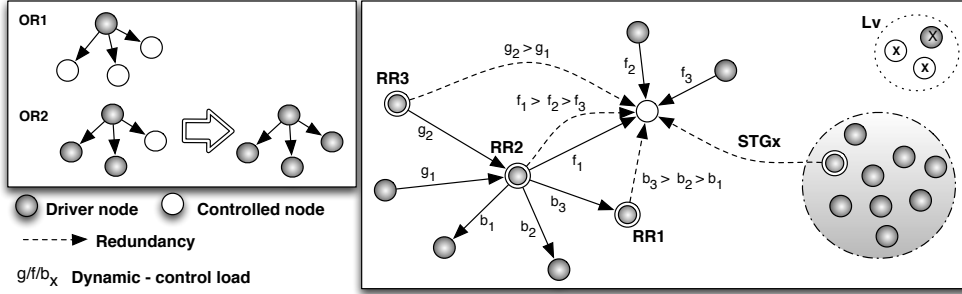 OR1
OR2
Driver node
Controlled node
Redundancy
g/f/bx Dynamic - control load
RR3
g2 > g1
g2
g1
RR2
f1 > f2 > f3
f1
f2
f3
b1
b2
b3
b3 > b2 > b1
RR1
STGx
Lv
X
x
x